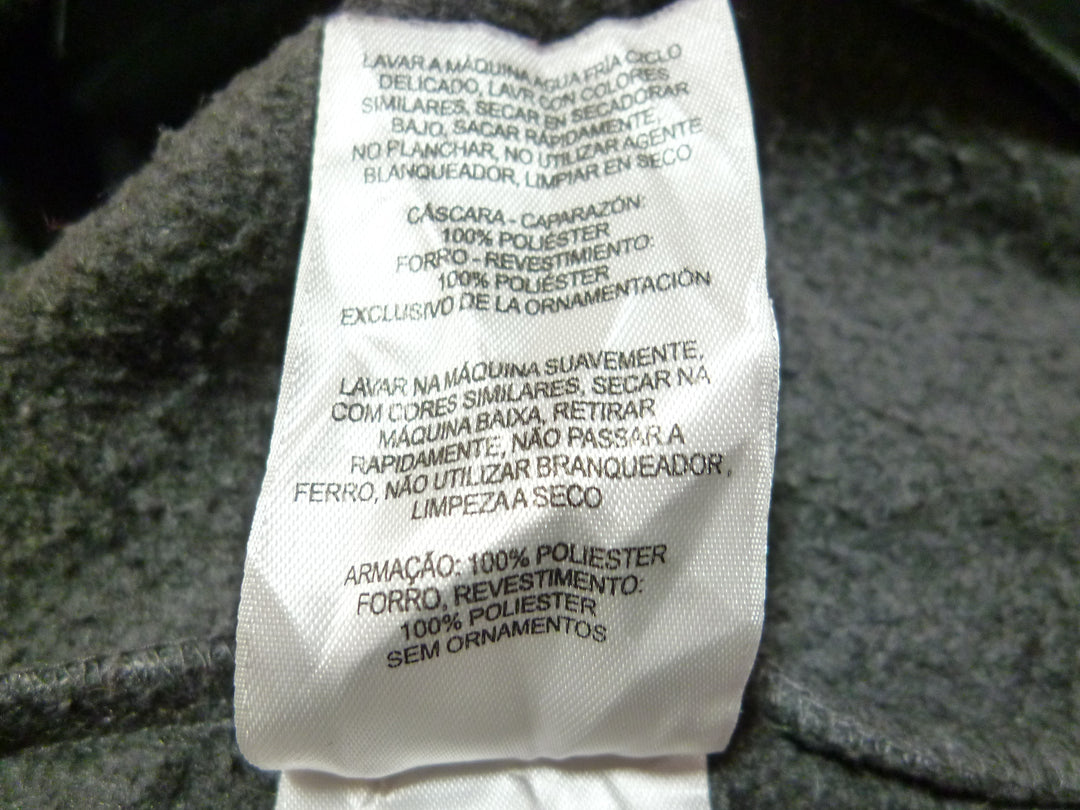 LAVAR A MÁQUINA AGUA FRÍA CICLO
DELICADO, LAVR CON COLORES
SIMILARES, SECAR EN SECADORAR
BAJO, SACAR RÁPIDAMENTE,
NO PLANCHAR, NO UTILIZAR AGENTE
BLANQUEADOR, LIMPIAR EN SECO
CÁSCARA - CAPARAZÓN:
100% POLIÉSTER
FORRO - REVESTIMIENTO:
100% POLIÉSTER
EXCLUSIVO DE LA ORNAMENTACIÓN
LAVAR NA MÁQUINA SUAVEMENTE,
COM CORES SIMILARES, SECAR NA
MÁQUINA BAIXA, RETIRAR
RAPIDAMENTE, NÃO PASSAR A
FERRO, NÃO UTILIZAR BRANQUEADOR,
LIMPEZA A SECO
ARMAÇÃO: 100% POLIESTER
FORRO, REVESTIMENTO:
100% POLIESTER
SEM ORNAMENTOS